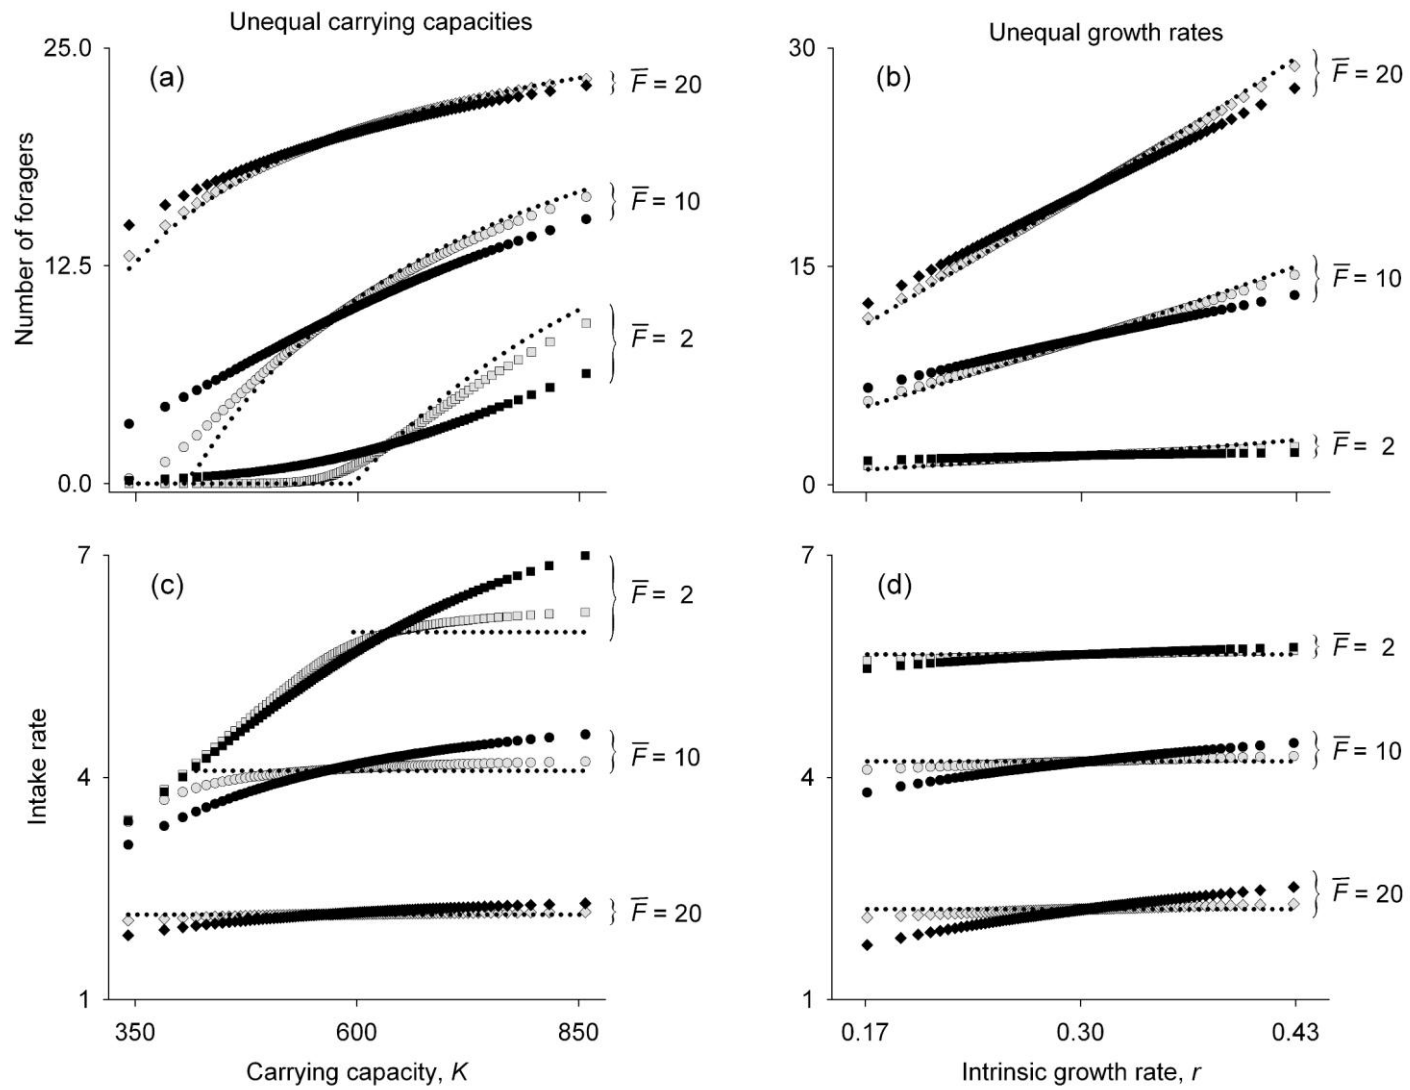 Unequal carrying capacities
Unequal growth rates
25.0
(a)
F̅ = 20
F̅ = 10
12.5
F̅ = 2
0.0
Number of foragers
30
(b)
F̅ = 20
15
F̅ = 10
F̅ = 2
0
7
(c)
F̅ = 2
4
F̅ = 10
F̅ = 20
1
Intake rate
350
600
850
Carrying capacity, K
7
(d)
F̅ = 2
4
F̅ = 10
F̅ = 20
1
0.17
0.30
0.43
Intrinsic growth rate, r